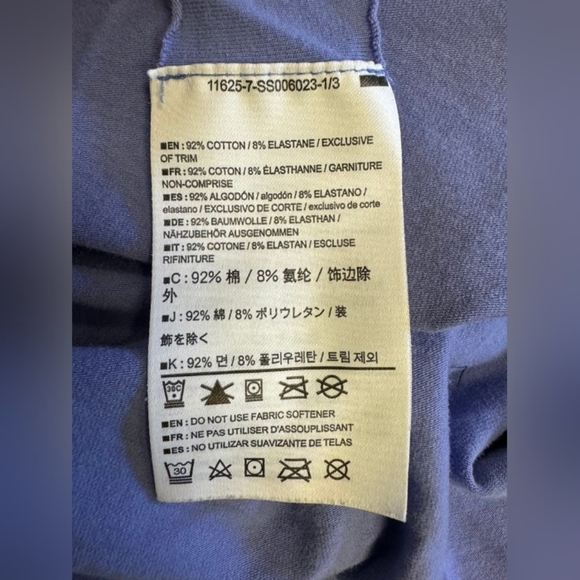 11625-7-SS006023-1/3
■EN: 92% COTTON / 8% ELASTANE / EXCLUSIVE
OF TRIM
■FR: 92% COTON / 8% ÉLASTHANNE / GARNITURE
NON-COMPRISE
■ES: 92% ALGODÓN / algodón / 8% ELASTANO /
elastano / EXCLUSIVO DE CORTE / exclusivo de corte
■DE: 92% BAUMWOLLE / 8% ELASTHAN /
NÄHZUBEHÖR AUSGENOMMEN
■IT: 92% COTONE / 8% ELASTAN / ESCLUSE
RIFINITURE
■C: 92% 棉 / 8% 氨纶 / 饰边除
外
■J: 92% 綿 / 8% ポリウレタン / 装
飾を除く
■K: 92% 면 / 8% 폴리우레탄 / 트림 제외
30C
■EN: DO NOT USE FABRIC SOFTENER
■FR: NE PAS UTILISER D'ASSOUPLISSANT
■ES: NO UTILIZAR SUAVIZANTE DE TELAS
30